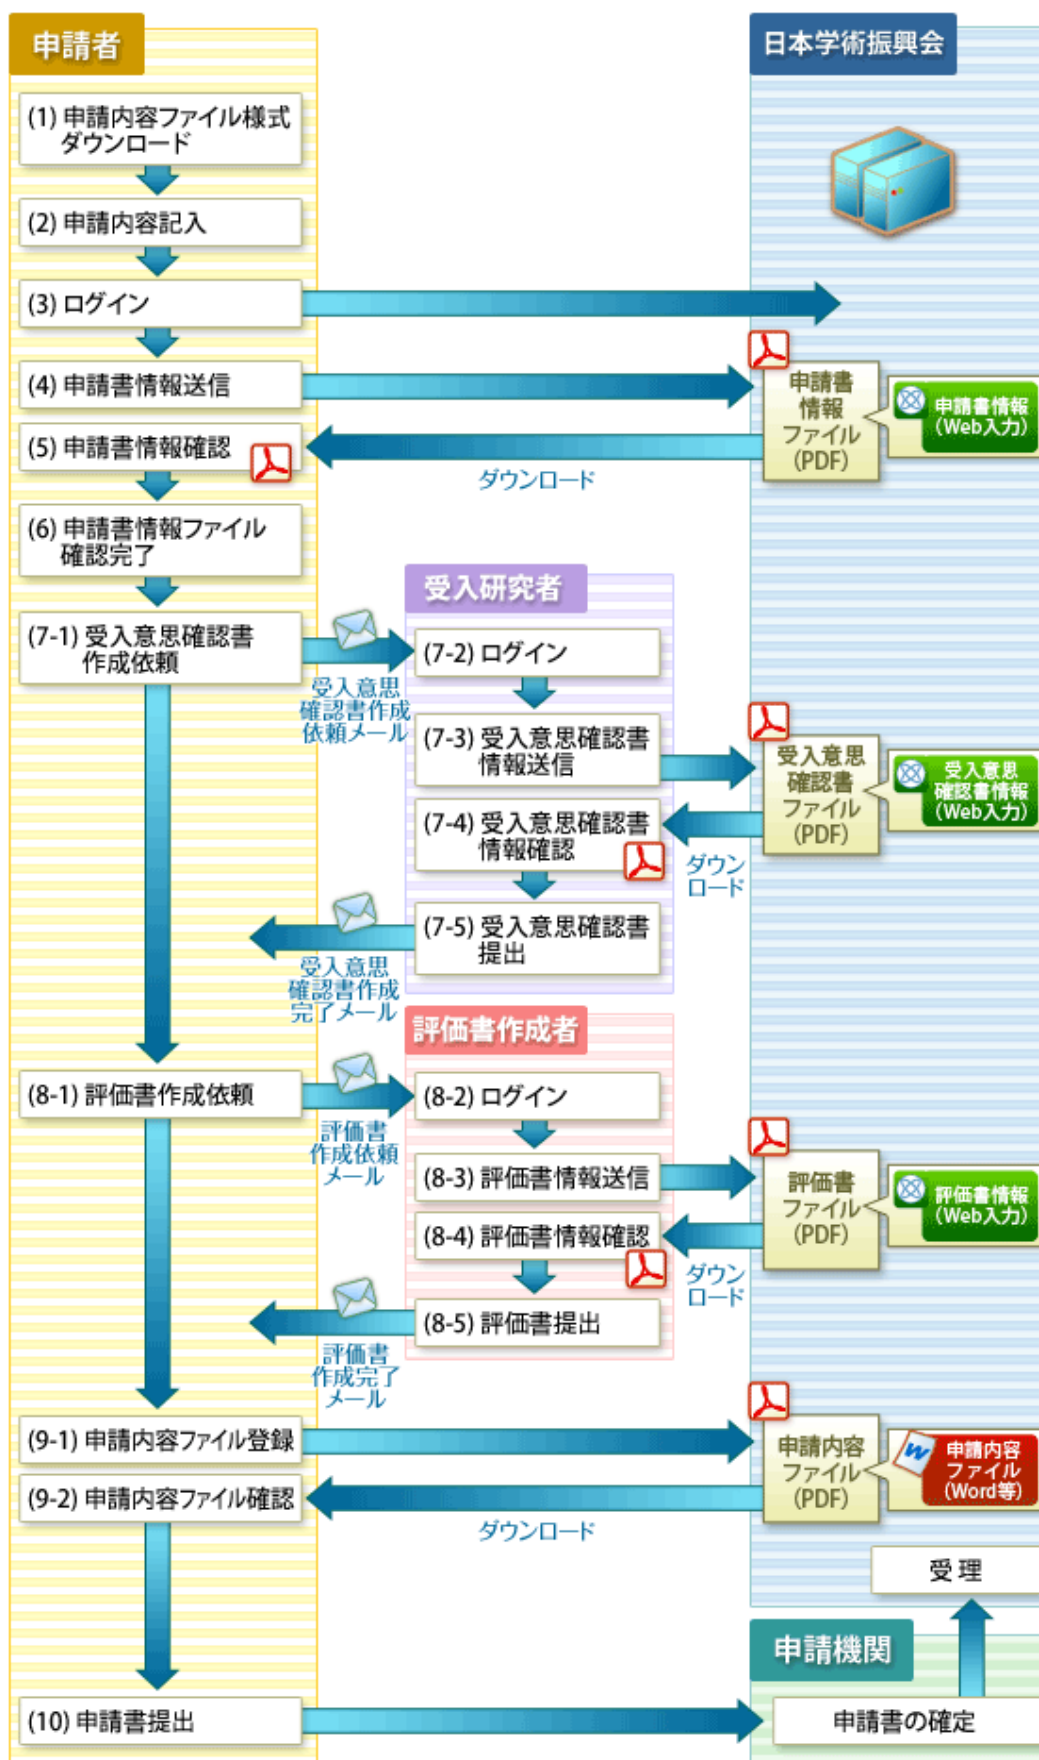 申請者
日本学術振興会
(1) 申請内容ファイル様式
ダウンロード
(2) 申請内容記入
(3) ログイン
(4) 申請書情報送信
申請書
情報
ファイル
(PDF)
申請書情報
(Web入力)
(5) 申請書情報確認
ダウンロード
(6) 申請書情報ファイル
確認完了
受入研究者
(7-1) 受入意思確認書
作成依頼
受入意思
確認書作成
依頼メール
(7-2) ログイン
(7-3) 受入意思確認書
情報送信
受入意思
確認書
ファイル
(PDF)
受入意思
確認書情報
(Web入力)
(7-4) 受入意思確認書
情報確認
ダウン
ロード
(7-5) 受入意思確認書
提出
受入意思
確認書作成
完了メール
評価書作成者
(8-1) 評価書作成依頼
評価書
作成依頼
メール
(8-2) ログイン
(8-3) 評価書情報送信
評価書
ファイル
(PDF)
評価書情報
(Web入力)
(8-4) 評価書情報確認
ダウン
ロード
(8-5) 評価書提出
評価書
作成完了
メール
(9-1) 申請内容ファイル登録
申請内容
ファイル
(PDF)
W
申請内容
ファイル
(Word等)
(9-2) 申請内容ファイル確認
ダウンロード
受理
申請機関
(10) 申請書提出
申請書の確定